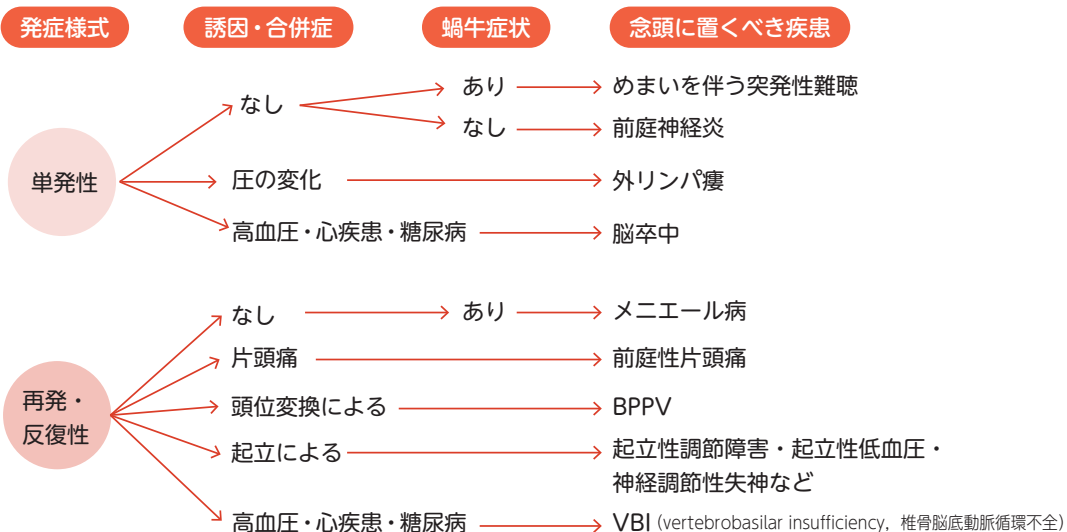 発症様式 誘因・合併症 蝸牛症状 念頭に置くべき疾患
なし あり めまいを伴う突発性難聴
なし 前庭神経炎
単発性 圧の変化 外リンパ瘻
高血圧・心疾患・糖尿病 脳卒中
なし あり メニエール病
片頭痛 前庭性片頭痛
再発・
反復性
頭位変換による BPPV
起立による 起立性調節障害・起立性低血圧・
神経調節性失神など
高血圧・心疾患・糖尿病 VBI (vertebrobasilar insufficiency, 椎骨脳底動脈循環不全)